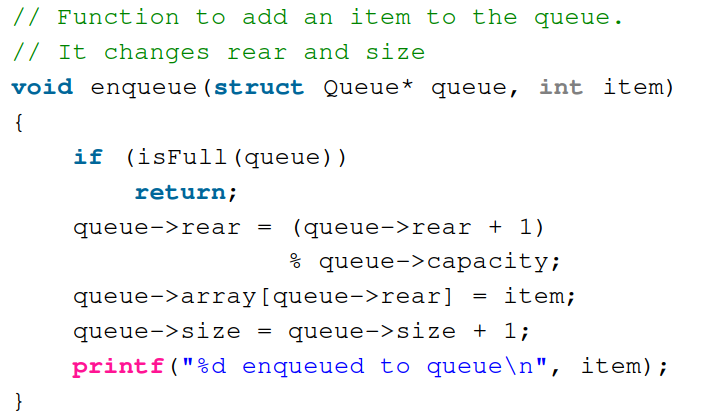 // Function to add an item to the queue.
// It changes rear and size
void enqueue(struct Queue* queue, int item)
{
    if (isFull(queue))
        return;
    queue->rear = (queue->rear + 1)
                  % queue->capacity;
    queue->array[queue->rear] = item;
    queue->size = queue->size + 1;
    printf("%d enqueued to queue\n", item);
}